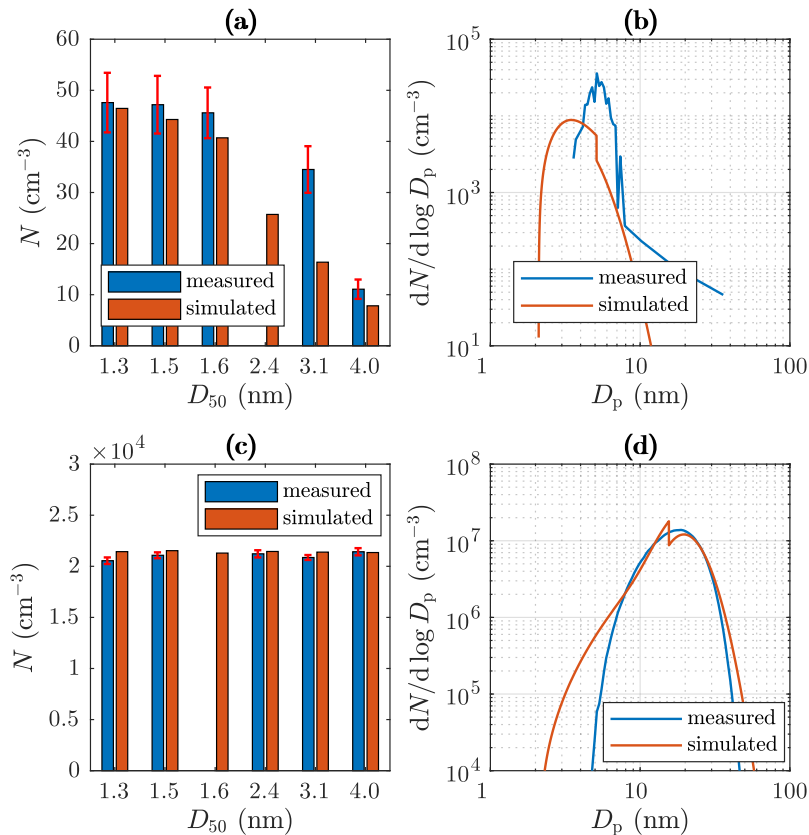 (a)
60
50
40
30
20
10
0
N (cm⁻³)
measured
simulated
1.3 1.5 1.6 2.4 3.1 4.0
D₅₀ (nm)
(b)
10⁵
10³
10¹
dN/d log Dₚ (cm⁻³)
measured
simulated
1 10 100
Dₚ (nm)
(c)
×10⁴
3
2.5
2
1.5
1
0.5
0
N (cm⁻³)
measured
simulated
1.3 1.5 1.6 2.4 3.1 4.0
D₅₀ (nm)
(d)
10⁸
10⁷
10⁶
10⁵
10⁴
dN/d log Dₚ (cm⁻³)
measured
simulated
1 10 100
Dₚ (nm)